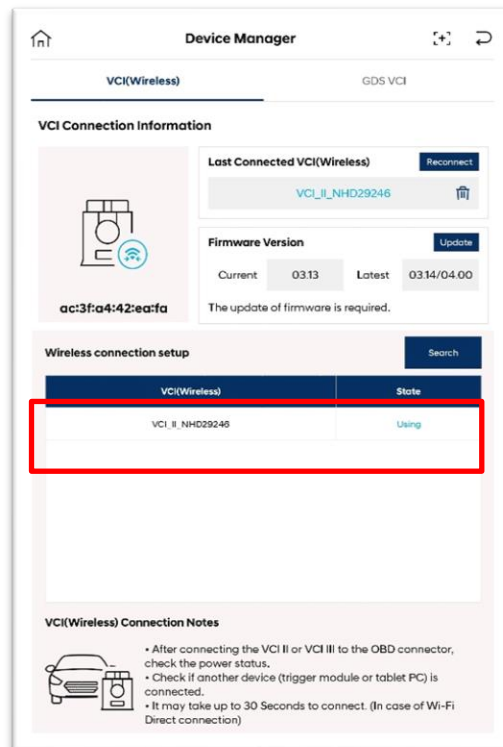 Device Manager
VCI(Wireless)
GDS VCI
VCI Connection Information
Last Connected VCI(Wireless)
Reconnect
VCI_II_NHD29246
Firmware Version
Update
Current
03.13
Latest
03.14/04.00
ac:3f:a4:42:ea:fa
The update of firmware is required.
Wireless connection setup
Search
VCI(Wireless)
State
VCI_II_NHD29246
Using
VCI(Wireless) Connection Notes
• After connecting the VCI II or VCI III to the OBD connector,
check the power status.
• Check if another device (trigger module or tablet PC) is
connected.
• It may take up to 30 Seconds to connect. (In case of Wi-Fi
Direct connection)